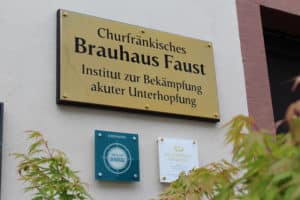 Churfränkisches
Brauhaus Faust
Institut zur Bekämpfung
akuter Unterhopfung